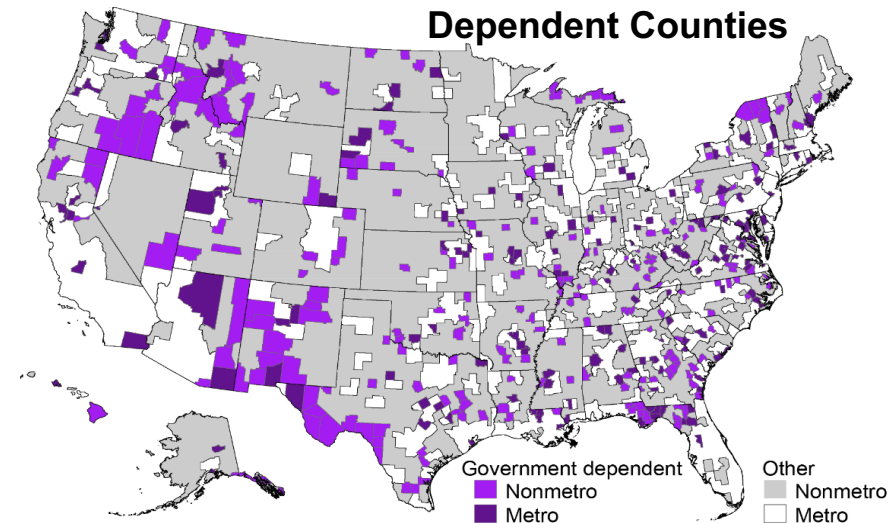 Dependent Counties
Government dependent
Nonmetro
Metro
Other
Nonmetro
Metro